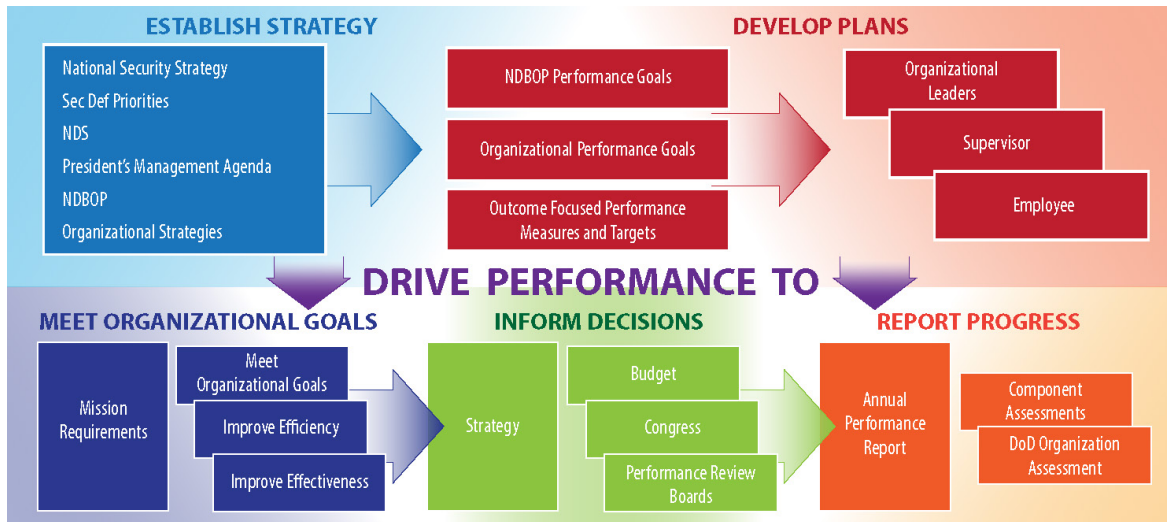 ESTABLISH STRATEGY
National Security Strategy
Sec Def Priorities
NDS
President’s Management Agenda
NDBOP
Organizational Strategies
DEVELOP PLANS
NDBOP Performance Goals
Organizational Performance Goals
Outcome Focused Performance
Measures and Targets
Organizational
Leaders
Supervisor
Employee
DRIVE PERFORMANCE TO
MEET ORGANIZATIONAL GOALS
Mission
Requirements
Meet
Organizational Goals
Improve Efficiency
Improve Effectiveness
INFORM DECISIONS
Strategy
Budget
Congress
Performance Review
Boards
REPORT PROGRESS
Annual
Performance
Report
Component
Assessments
DoD Organization
Assessment